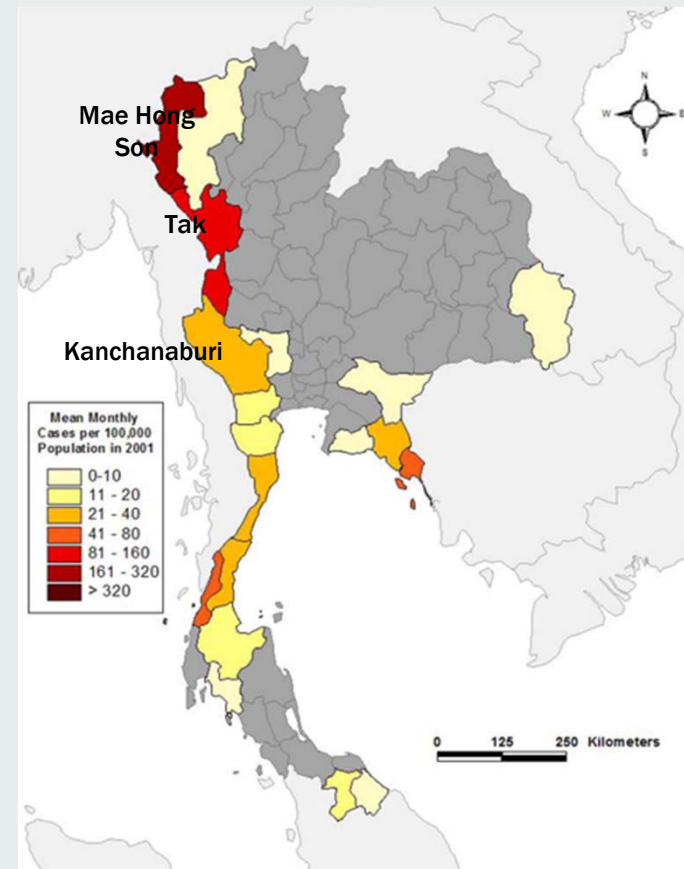 N
W E
S
Mae Hong
Son
Tak
Kanchanaburi
Mean Monthly
Cases per 100,000
Population in 2001
0-10
11 - 20
21 - 40
41 - 80
81 - 160
161 - 320
> 320
0 125 250 Kilometers